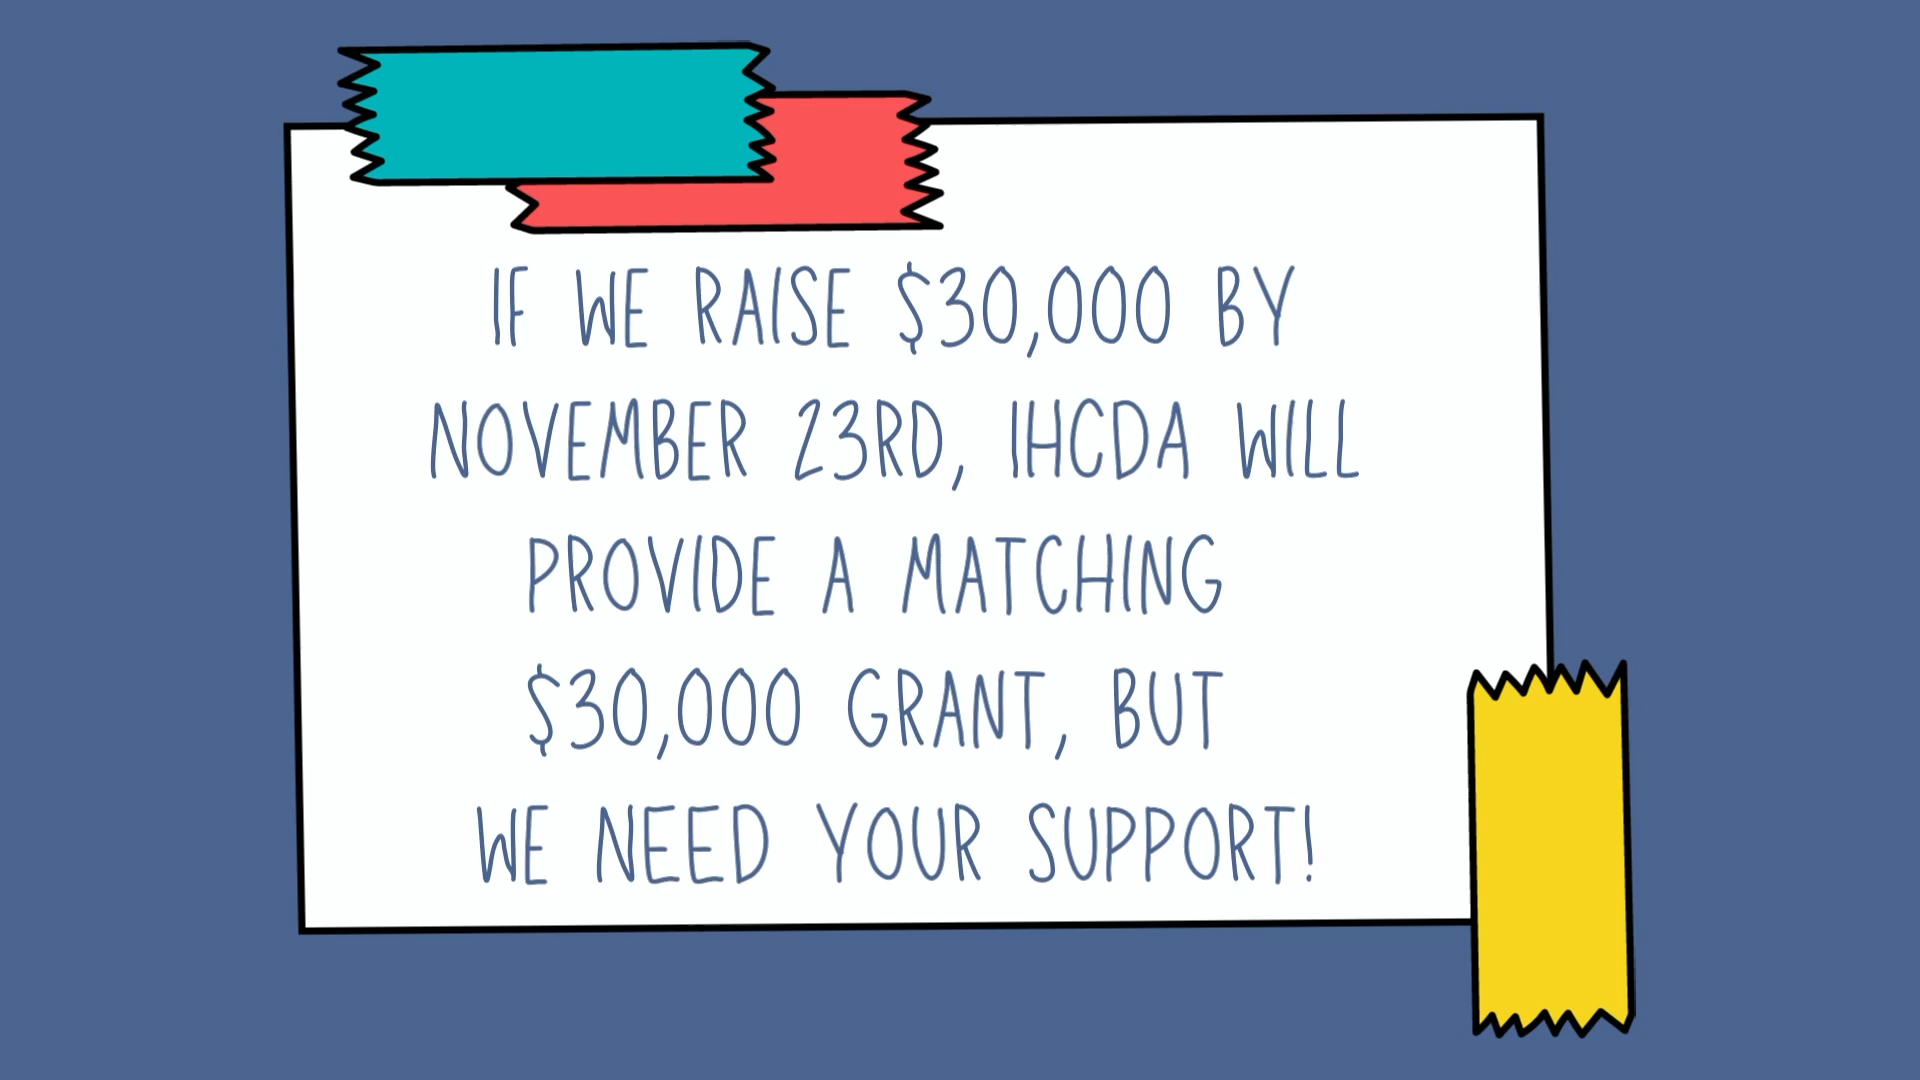 IF WE RAISE $30,000 BY
NOVEMBER 23RD, IHCDA WILL
PROVIDE A MATCHING
$30,000 GRANT, BUT
WE NEED YOUR SUPPORT!